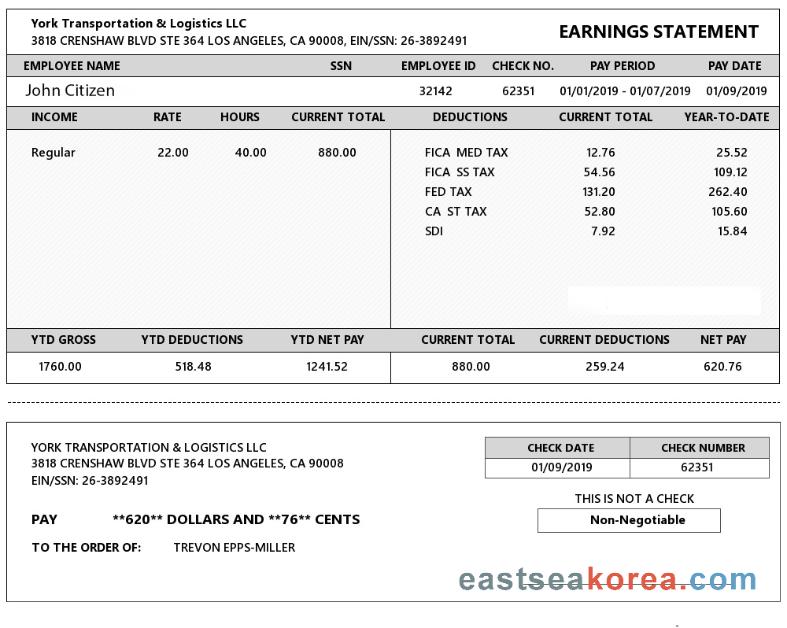 York Transportation & Logistics LLC
3818 CRENSHAW BLVD STE 364 LOS ANGELES, CA 90008, EIN/SSN: 26-3892491
EARNINGS STATEMENT
EMPLOYEE NAME SSN EMPLOYEE ID CHECK NO. PAY PERIOD PAY DATE
John Citizen 32142 62351 01/01/2019 - 01/07/2019 01/09/2019
INCOME RATE HOURS CURRENT TOTAL DEDUCTIONS CURRENT TOTAL YEAR-TO-DATE
Regular 22.00 40.00 880.00 FICA MED TAX 12.76 25.52
FICA SS TAX 54.56 109.12
FED TAX 131.20 262.40
CA ST TAX 52.80 105.60
SDI 7.92 15.84
YTD GROSS YTD DEDUCTIONS YTD NET PAY CURRENT TOTAL CURRENT DEDUCTIONS NET PAY
1760.00 518.48 1241.52 880.00 259.24 620.76
YORK TRANSPORTATION & LOGISTICS LLC
3818 CRENSHAW BLVD STE 364 LOS ANGELES, CA 90008
EIN/SSN: 26-3892491
CHECK DATE CHECK NUMBER
01/09/2019 62351
THIS IS NOT A CHECK
Non-Negotiable
PAY **620** DOLLARS AND **76** CENTS
TO THE ORDER OF: TREVON EPPS-MILLER
eastseakorea.com